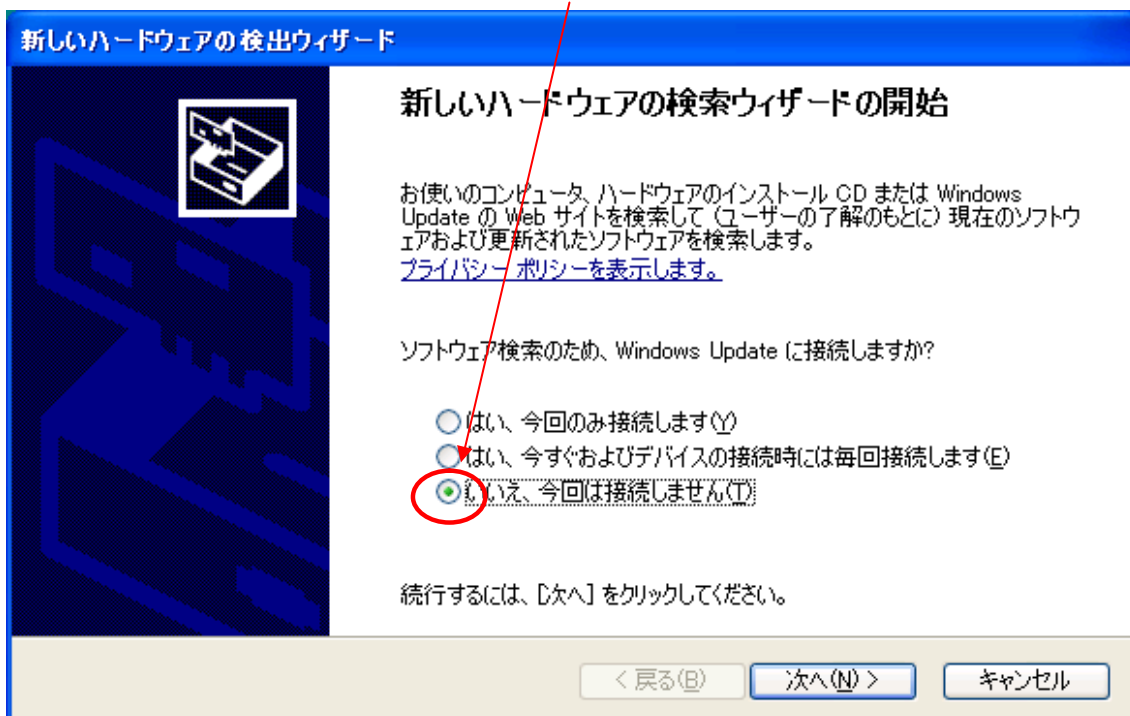 新しいハードウェアの検出ウィザード
新しいハードウェアの検索ウィザードの開始
お使いのコンピュータ、ハードウェアのインストール CD または Windows
Update の Web サイトを検索して (ユーザーの了解のもとに) 現在のソフトウ
ェアおよび更新されたソフトウェアを検索します。
プライバシー ポリシーを表示します。
ソフトウェア検索のため、Windows Update に接続しますか?
はい、今回のみ接続します(Y)
はい、今すぐおよびデバイスの接続時には毎回接続します(E)
いいえ、今回は接続しません(T)
続行するには、[次へ] をクリックしてください。
< 戻る(B) 次へ(N) > キャンセル